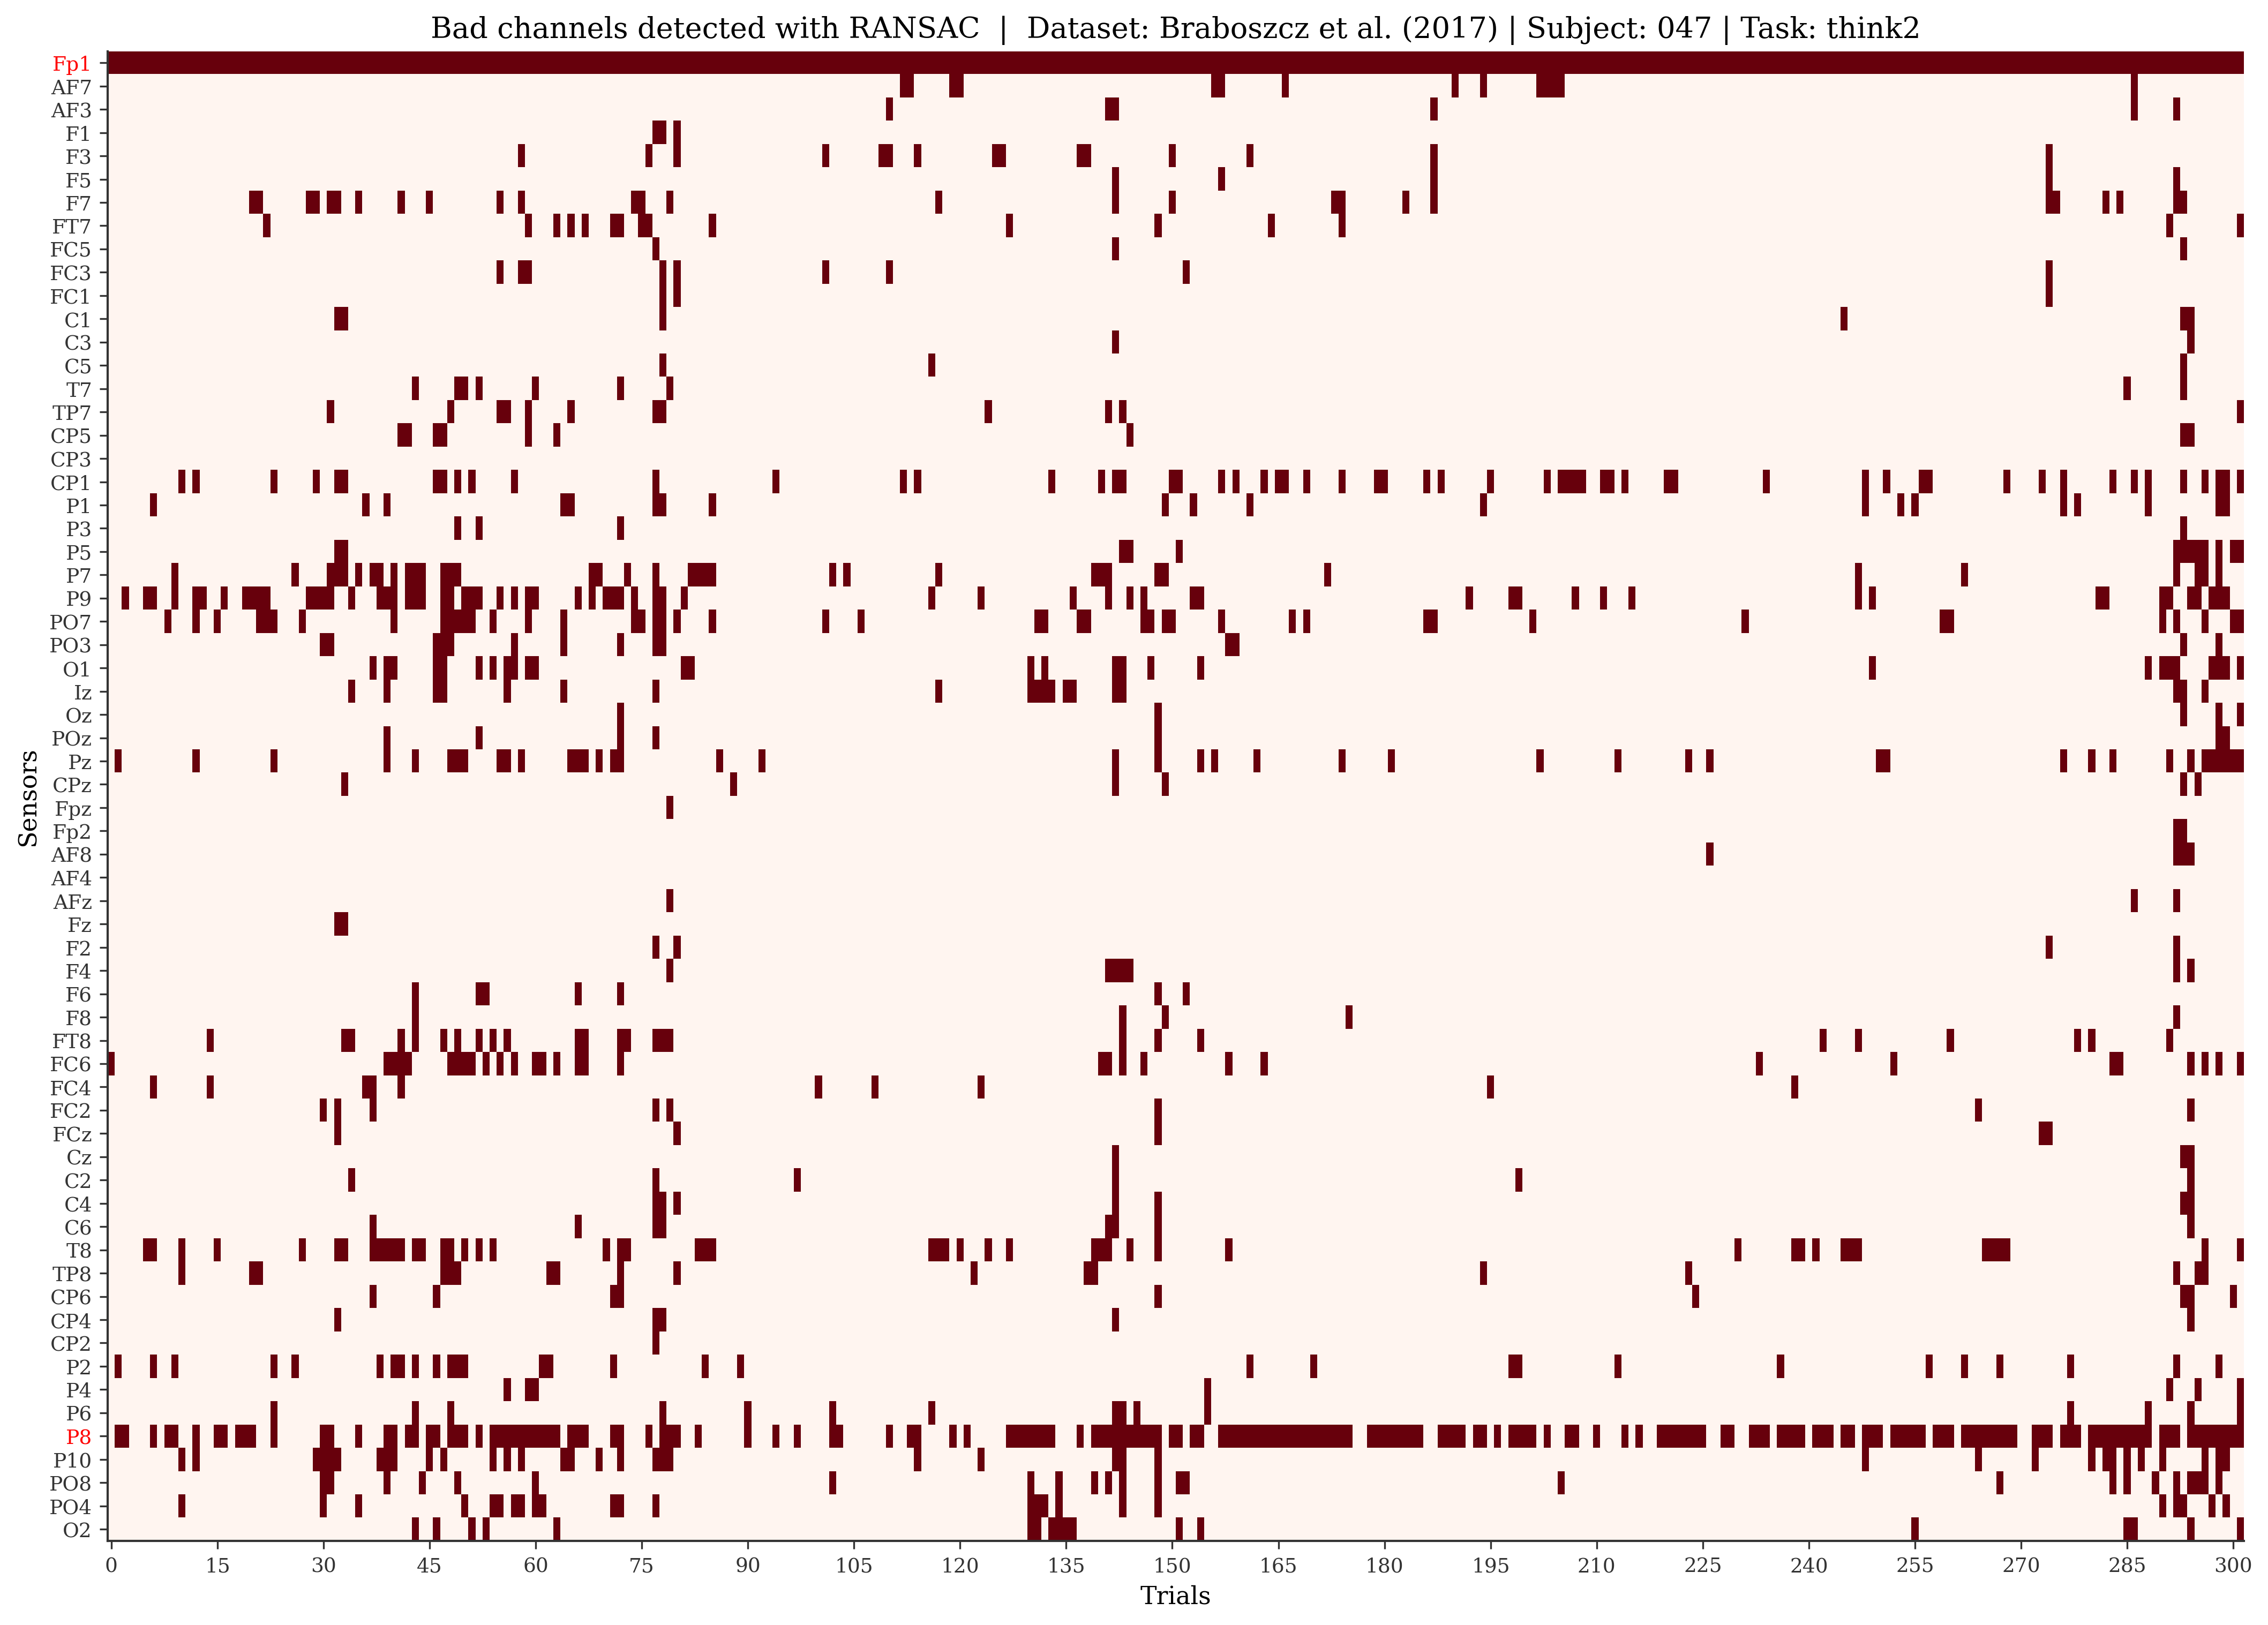 Bad channels detected with RANSAC | Dataset: Braboszcz et al. (2017) | Subject: 047 | Task: think2
Sensors
Fp1
AF7
AF3
F1
F3
F5
F7
FT7
FC5
FC3
FC1
C1
C3
C5
T7
TP7
CP5
CP3
CP1
P1
P3
P5
P7
P9
PO7
PO3
O1
Iz
Oz
POz
Pz
CPz
Fpz
Fp2
AF8
AF4
AFz
Fz
F2
F4
F6
F8
FT8
FC6
FC4
FC2
FCz
Cz
C2
C4
C6
T8
TP8
CP6
CP4
CP2
P2
P4
P6
P8
P10
PO8
PO4
O2
0 15 30 45 60 75 90 105 120 135 150 165 180 195 210 225 240 255 270 285 300
Trials